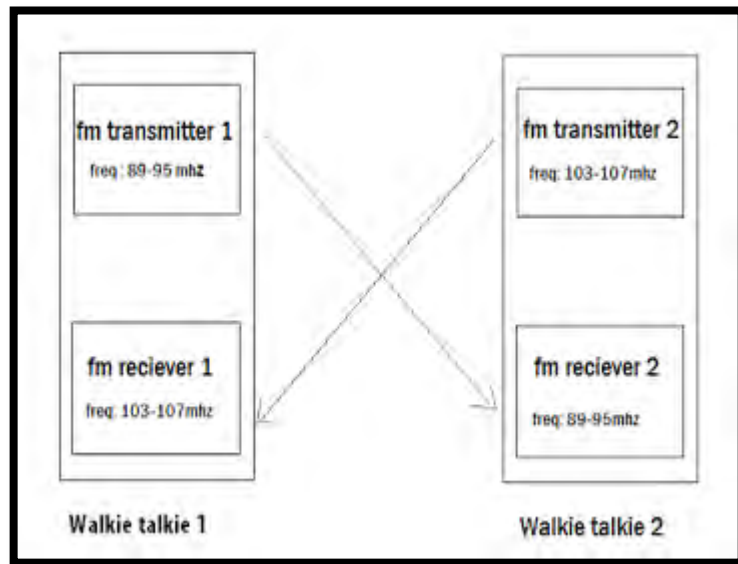 fm transmitter 1
freq: 89-95 mhz
fm reciever 1
freq: 103-107mhz
Walkie talkie 1
fm transmitter 2
freq: 103-107mhz
fm reciever 2
freq: 89-95mhz
Walkie talkie 2